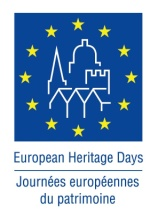 European Heritage Days
Journées européennes
du patrimoine